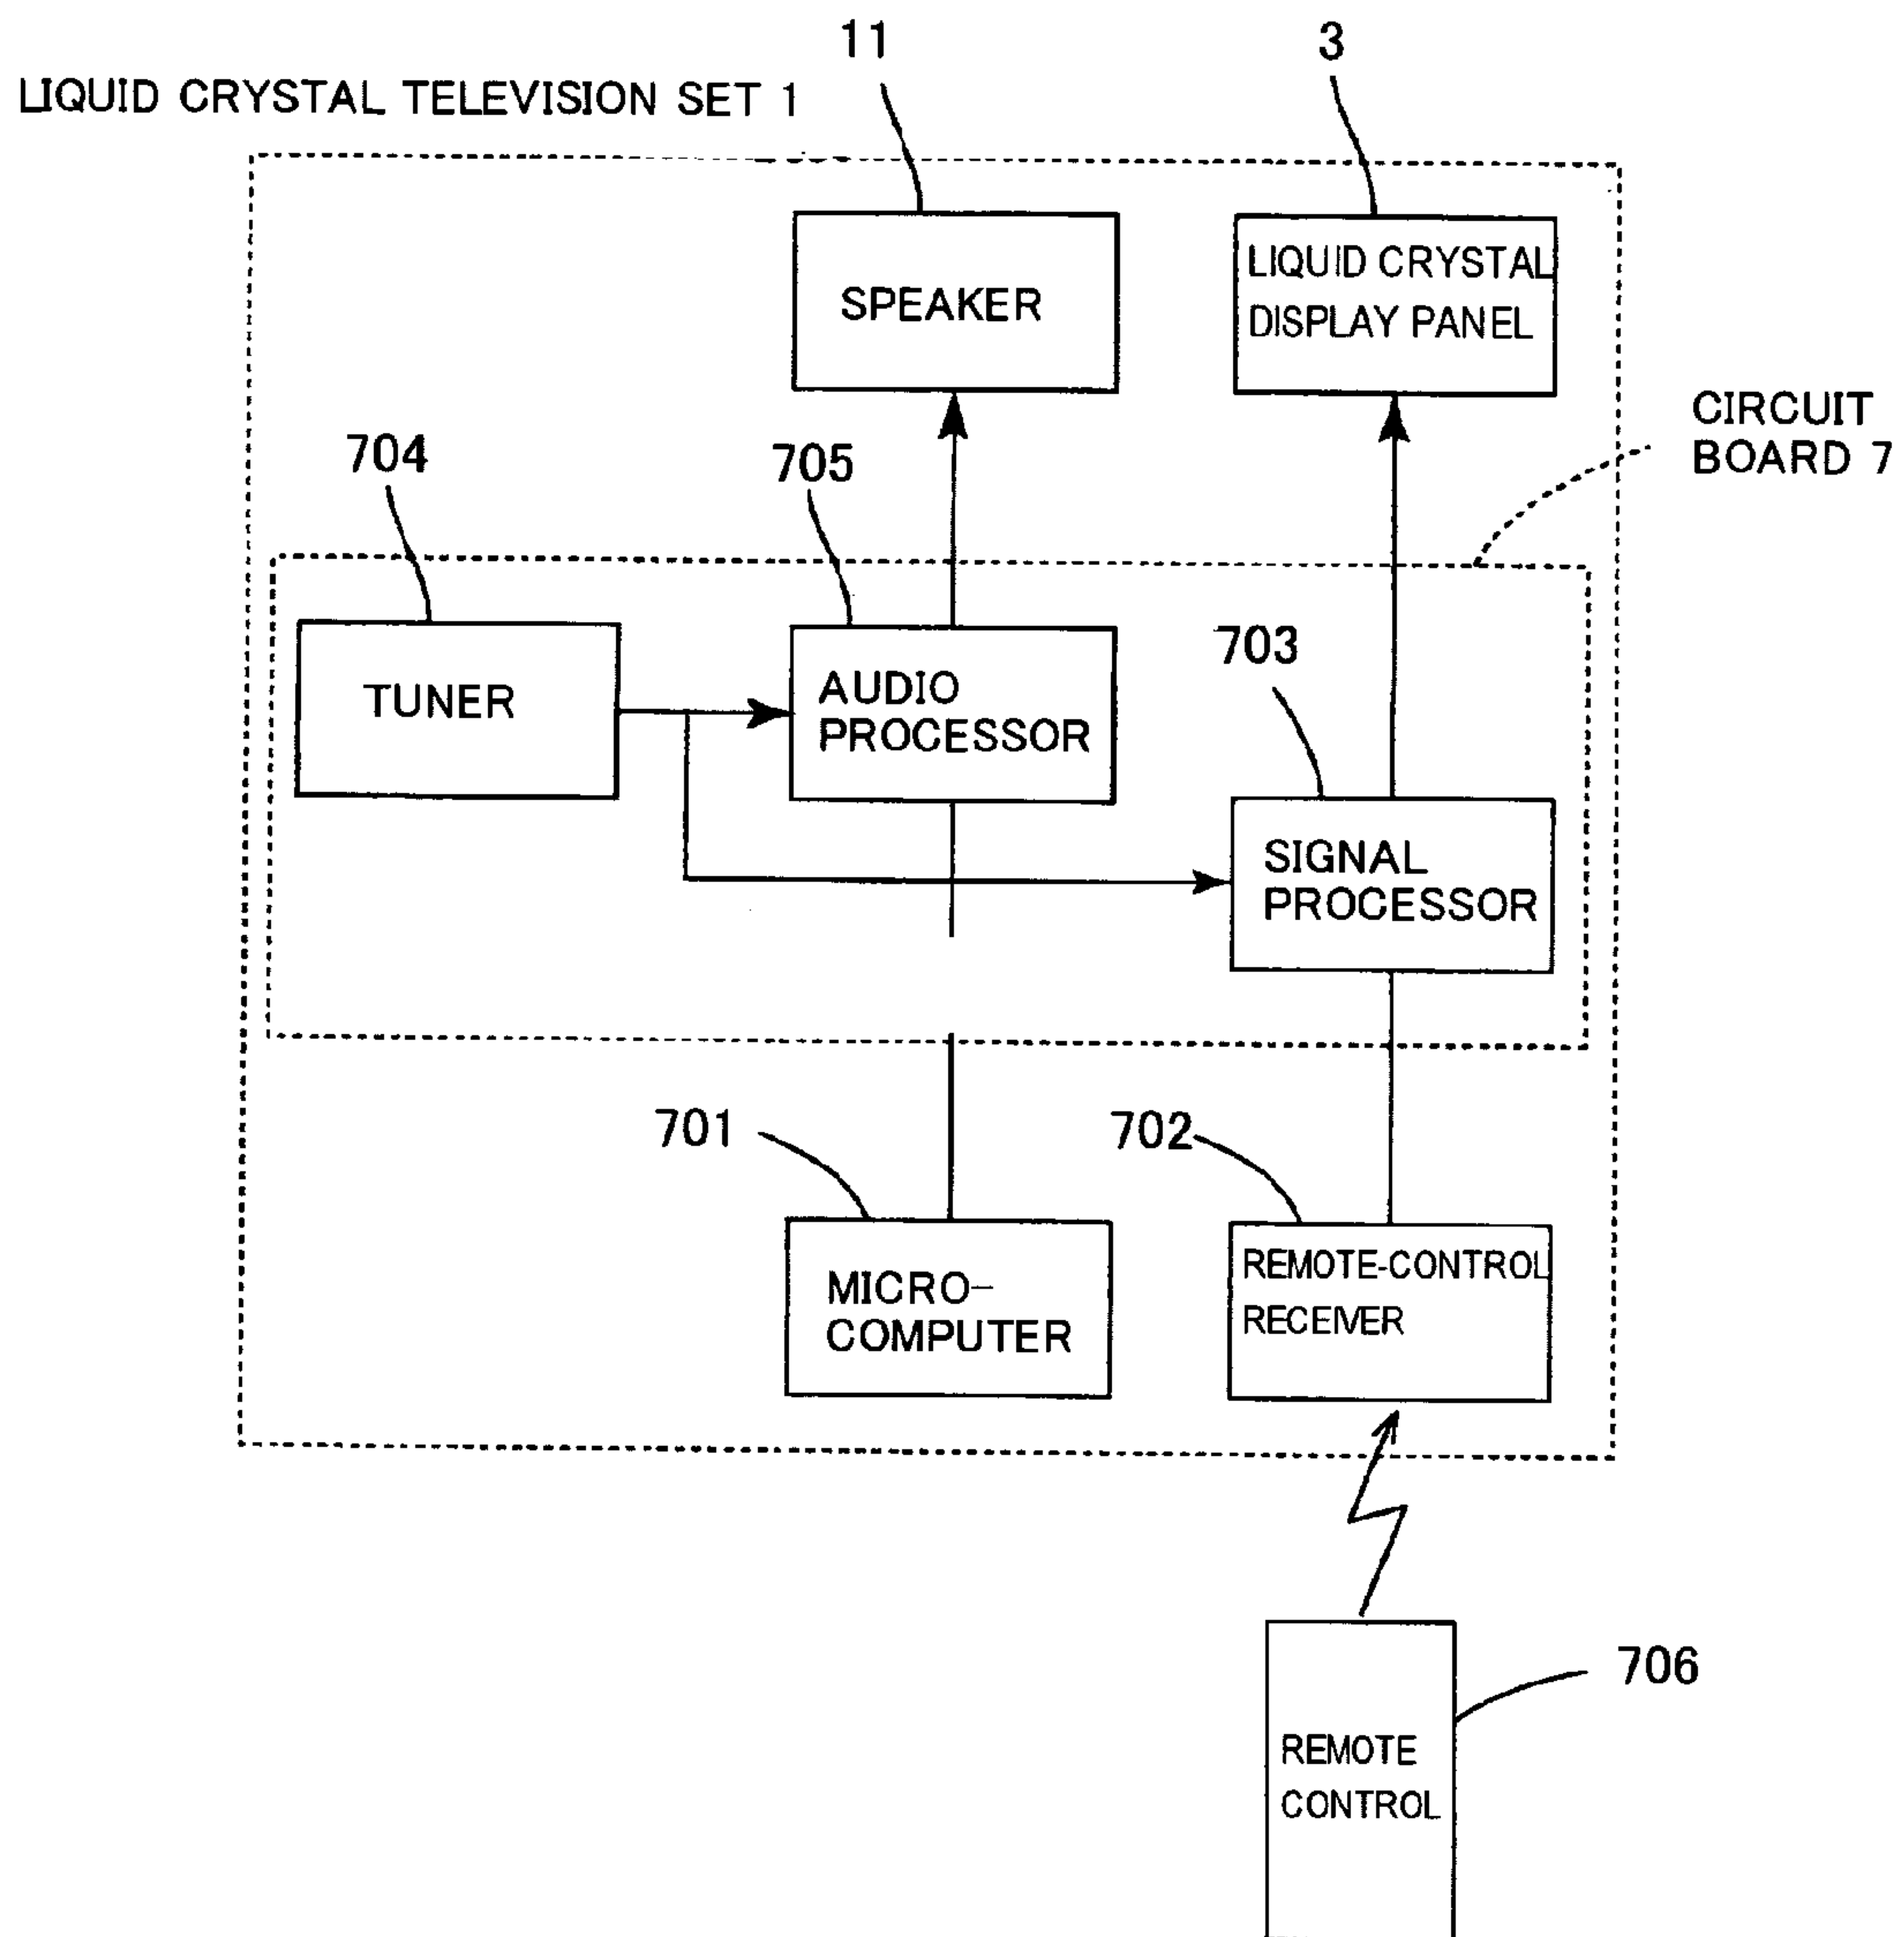 11
3
LIQUID CRYSTAL TELEVISION SET 1
SPEAKER
LIQUID CRYSTAL
DISPLAY PANEL
CIRCUIT
BOARD 7
704
705
703
TUNER
AUDIO
PROCESSOR
SIGNAL
PROCESSOR
701
702
MICRO-
COMPUTER
REMOTE-CONTROL
RECEIVER
706
REMOTE
CONTROL